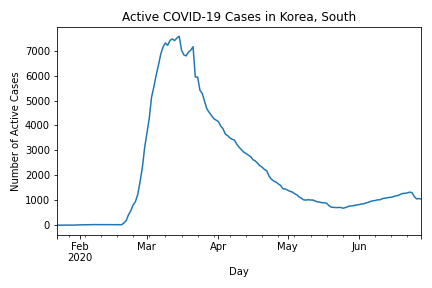 Active COVID-19 Cases in Korea, South
Number of Active Cases
7000
6000
5000
4000
3000
2000
1000
0
Feb
2020
Mar
Apr
May
Jun
Day